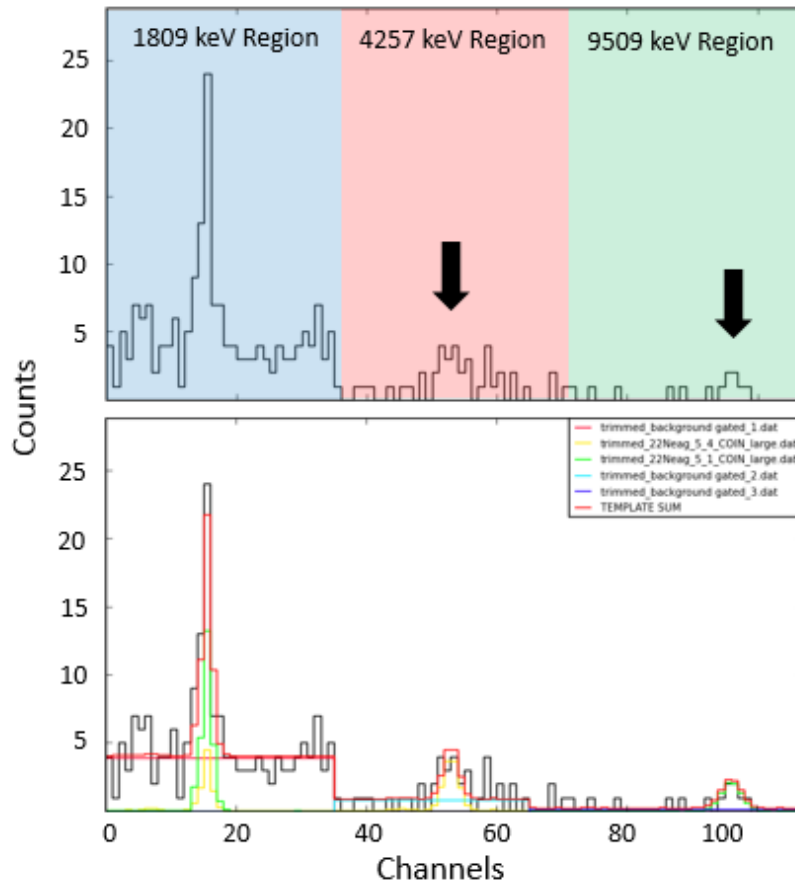 1809 keV Region
4257 keV Region
9509 keV Region
25
20
15
10
5
Counts
trimmed_background gated_1.dat
trimmed_22Neag_5_4_COIN_large.dat
trimmed_22Neag_5_1_COIN_large.dat
trimmed_background gated_2.dat
trimmed_background gated_3.dat
TEMPLATE SUM
25
20
15
10
5
0 20 40 60 80 100
Channels